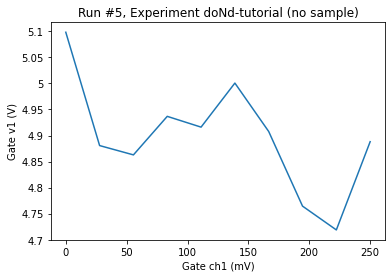 Run #5, Experiment doNd-tutorial (no sample)
5.1
5.05
5
4.95
4.9
4.85
4.8
4.75
4.7
Gate v1 (V)
0 50 100 150 200 250
Gate ch1 (mV)